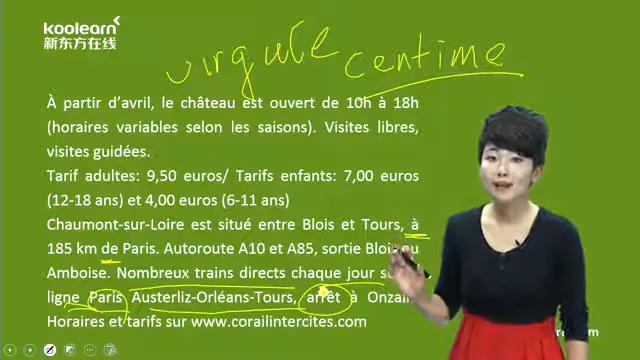 koolearn
新东方在线
virgule centime
À partir d'avril, le château est ouvert de 10h à 18h
(horaires variables selon les saisons). Visites libres,
visites guidées.
Tarif adultes: 9,50 euros/ Tarifs enfants: 7,00 euros
(12-18 ans) et 4,00 euros (6-11 ans)
Chaumont-sur-Loire est situé entre Blois et Tours, à
185 km de Paris. Autoroute A10 et A85, sortie Blois ou
Amboise. Nombreux trains directs chaque jour
ligne Paris Austerliz-Orléans-Tours, arrêt à
Horaires et tarifs sur www.corailintercites.com